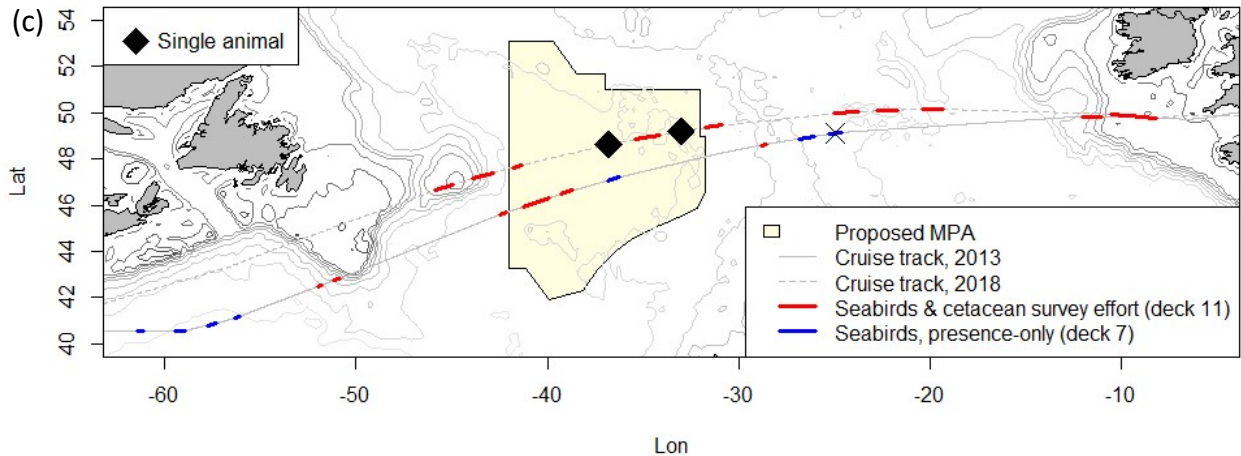 (c)
Single animal
54
52
50
48
46
44
42
40
Lat
Proposed MPA
Cruise track, 2013
Cruise track, 2018
Seabirds & cetacean survey effort (deck 11)
Seabirds, presence-only (deck 7)
-60 -50 -40 -30 -20 -10
Lon